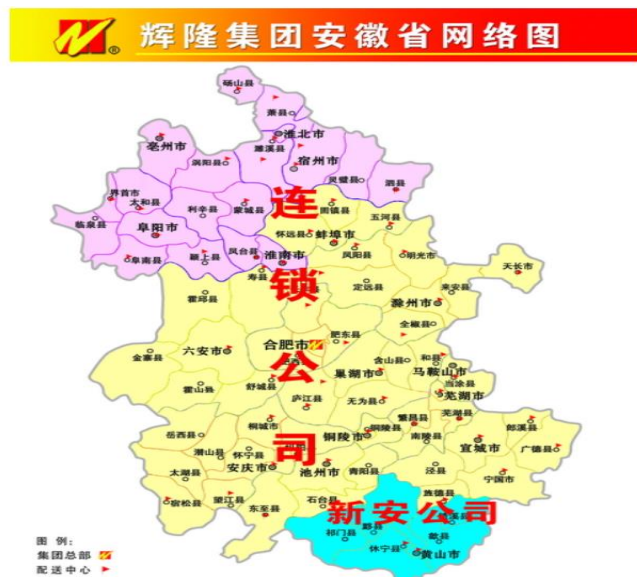 辉隆集团安徽省网络图
砀山县
萧县
淮北市
亳州市
濉溪县
涡阳县
宿州市
灵璧县
泗县
界首市
太和县
利辛县
蒙城县
连
固镇县
五河县
临泉县
阜阳市
怀远县
蚌埠市
阜南县
颍上县
凤台县
淮南市
凤阳县
明光市
寿县
天长市
锁
定远县
来安县
霍邱县
滁州市
全椒县
肥东县
合肥市
金寨县
六安市
含山县
和县
马鞍山市
公
巢湖市
当涂县
霍山县
舒城县
芜湖市
庐江县
无为县
繁昌县
芜湖县
桐城市
铜陵县
郎溪县
岳西县
司
铜陵市
南陵县
宣城市
潜山县
怀宁县
广德县
安庆市
池州市
青阳县
泾县
太湖县
宁国市
宿松县
望江县
东至县
石台县
旌德县
新安公司
祁门县
黟县
歙县
休宁县
黄山市
图 例:
集团总部
配送中心